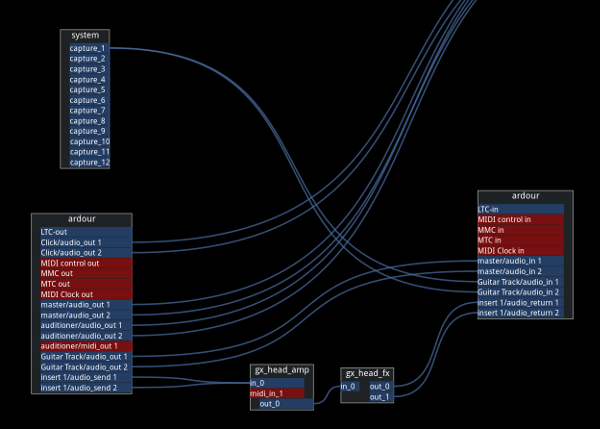 system
capture_1
capture_2
capture_3
capture_4
capture_5
capture_6
capture_7
capture_8
capture_9
capture_10
capture_11
capture_12
ardour
LTC-out
Click/audio_out 1
Click/audio_out 2
MIDI control out
MMC out
MTC out
MIDI Clock out
master/audio_out 1
master/audio_out 2
auditioner/audio_out 1
auditioner/audio_out 2
auditioner/midi_out 1
Guitar Track/audio_out 1
Guitar Track/audio_out 2
insert 1/audio_send 1
insert 1/audio_send 2
gx_head_amp
in_0
midi_in_1
out_0
gx_head_fx
in_0 out_0
out_1
ardour
LTC-in
MIDI control in
MMC in
MTC in
MIDI Clock in
master/audio_in 1
master/audio_in 2
Guitar Track/audio_in 1
Guitar Track/audio_in 2
insert 1/audio_return 1
insert 1/audio_return 2